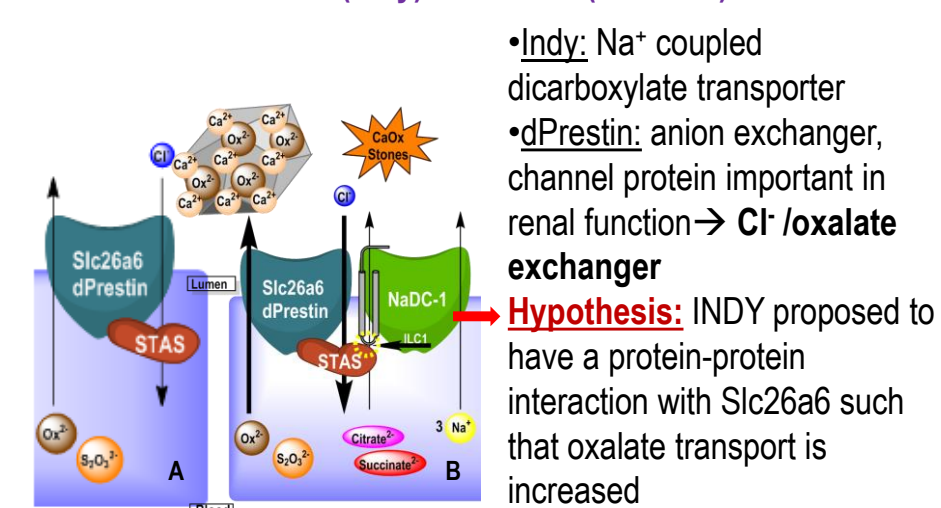 Ca2+
Ca2+
Ox2-
Ox2-
Cl-
Ca2+
Ca2+
Ca2+
Ox2-
Ox2-
Ca2+
Ca2+
Ca2+
CaOx
Stones
Cl-
Slc26a6
dPrestin
STAS
Lumen
Slc26a6
dPrestin
STAS
NaDC-1
ILC1
Ox2-
S2O32-
A
Ox2-
S2O32-
Citrate2-
Succinate2-
3 Na+
B
•Indy: Na+ coupled
dicarboxylate transporter
•dPrestin: anion exchanger,
channel protein important in
renal function→ Cl- /oxalate
exchanger
Hypothesis: INDY proposed to
have a protein-protein
interaction with Slc26a6 such
that oxalate transport is
increased